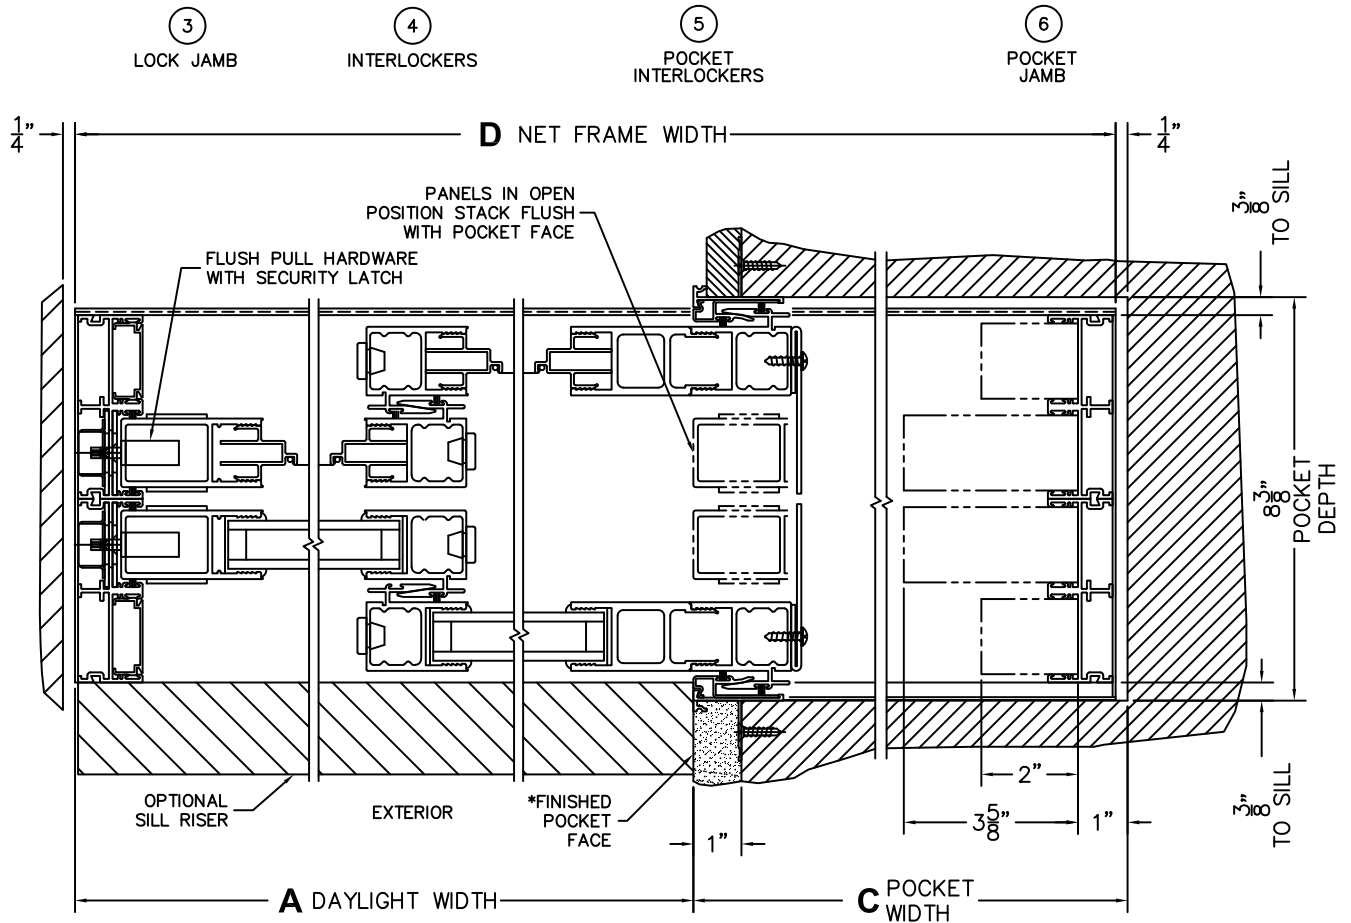 3
LOCK JAMB
4
INTERLOCKERS
5
POCKET
INTERLOCKERS
6
POCKET
JAMB
1/4"
D NET FRAME WIDTH
1/4"
PANELS IN OPEN
POSITION STACK FLUSH
WITH POCKET FACE
FLUSH PULL HARDWARE
WITH SECURITY LATCH
3/8"
TO SILL
8 3/8"
POCKET
DEPTH
OPTIONAL
SILL RISER
EXTERIOR
*FINISHED
POCKET
FACE
2"
3 5/8"
1"
1"
3/8"
TO SILL
A DAYLIGHT WIDTH
C POCKET
WIDTH